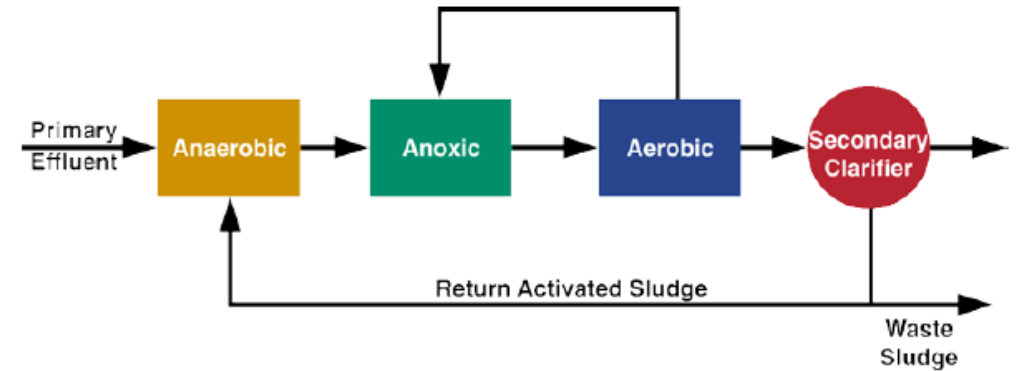 Primary
Effluent
Anaerobic
Anoxic
Aerobic
Secondary
Clarifier
Return Activated Sludge
Waste
Sludge